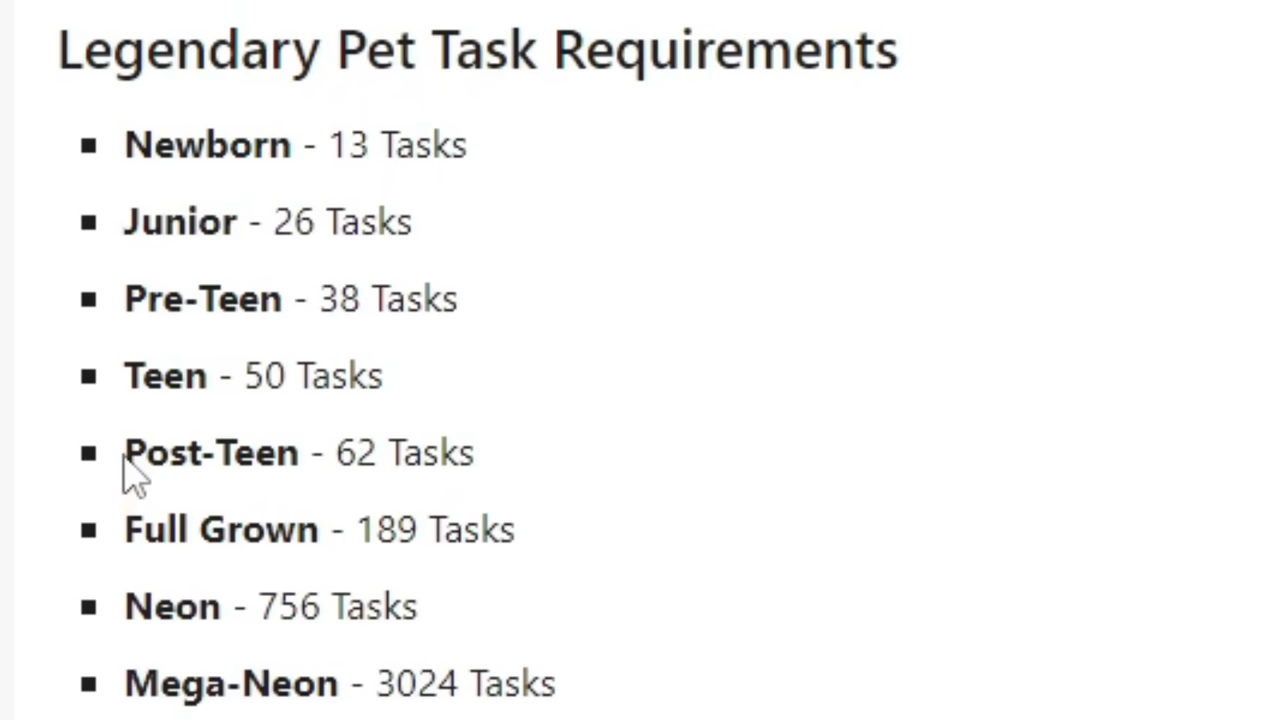 Legendary Pet Task Requirements
▪ Newborn - 13 Tasks
▪ Junior - 26 Tasks
▪ Pre-Teen - 38 Tasks
▪ Teen - 50 Tasks
▪ Post-Teen - 62 Tasks
▪ Full Grown - 189 Tasks
▪ Neon - 756 Tasks
▪ Mega-Neon - 3024 Tasks